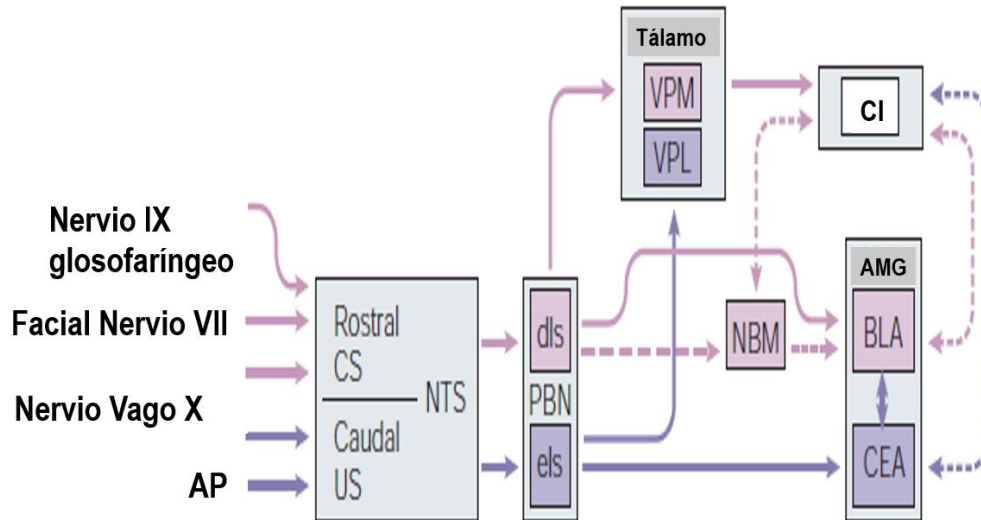 Tálamo
VPM
VPL
CI
Nervio IX
glosofaríngeo
Facial Nervio VII
Nervio Vago X
AP
Rostral
CS
NTS
Caudal
US
dls
PBN
els
NBM
AMG
BLA
CEA